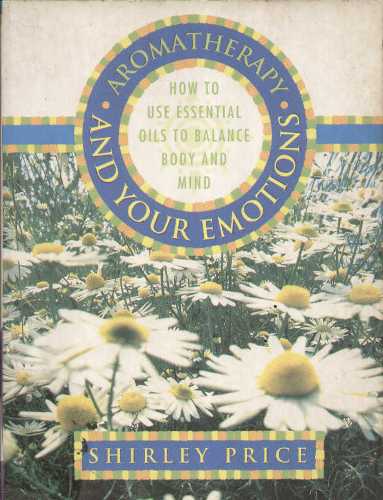 AROMATHERAPY
AND YOUR EMOTIONS
HOW TO
USE ESSENTIAL
OILS TO BALANCE
BODY AND
MIND
SHIRLEY PRICE